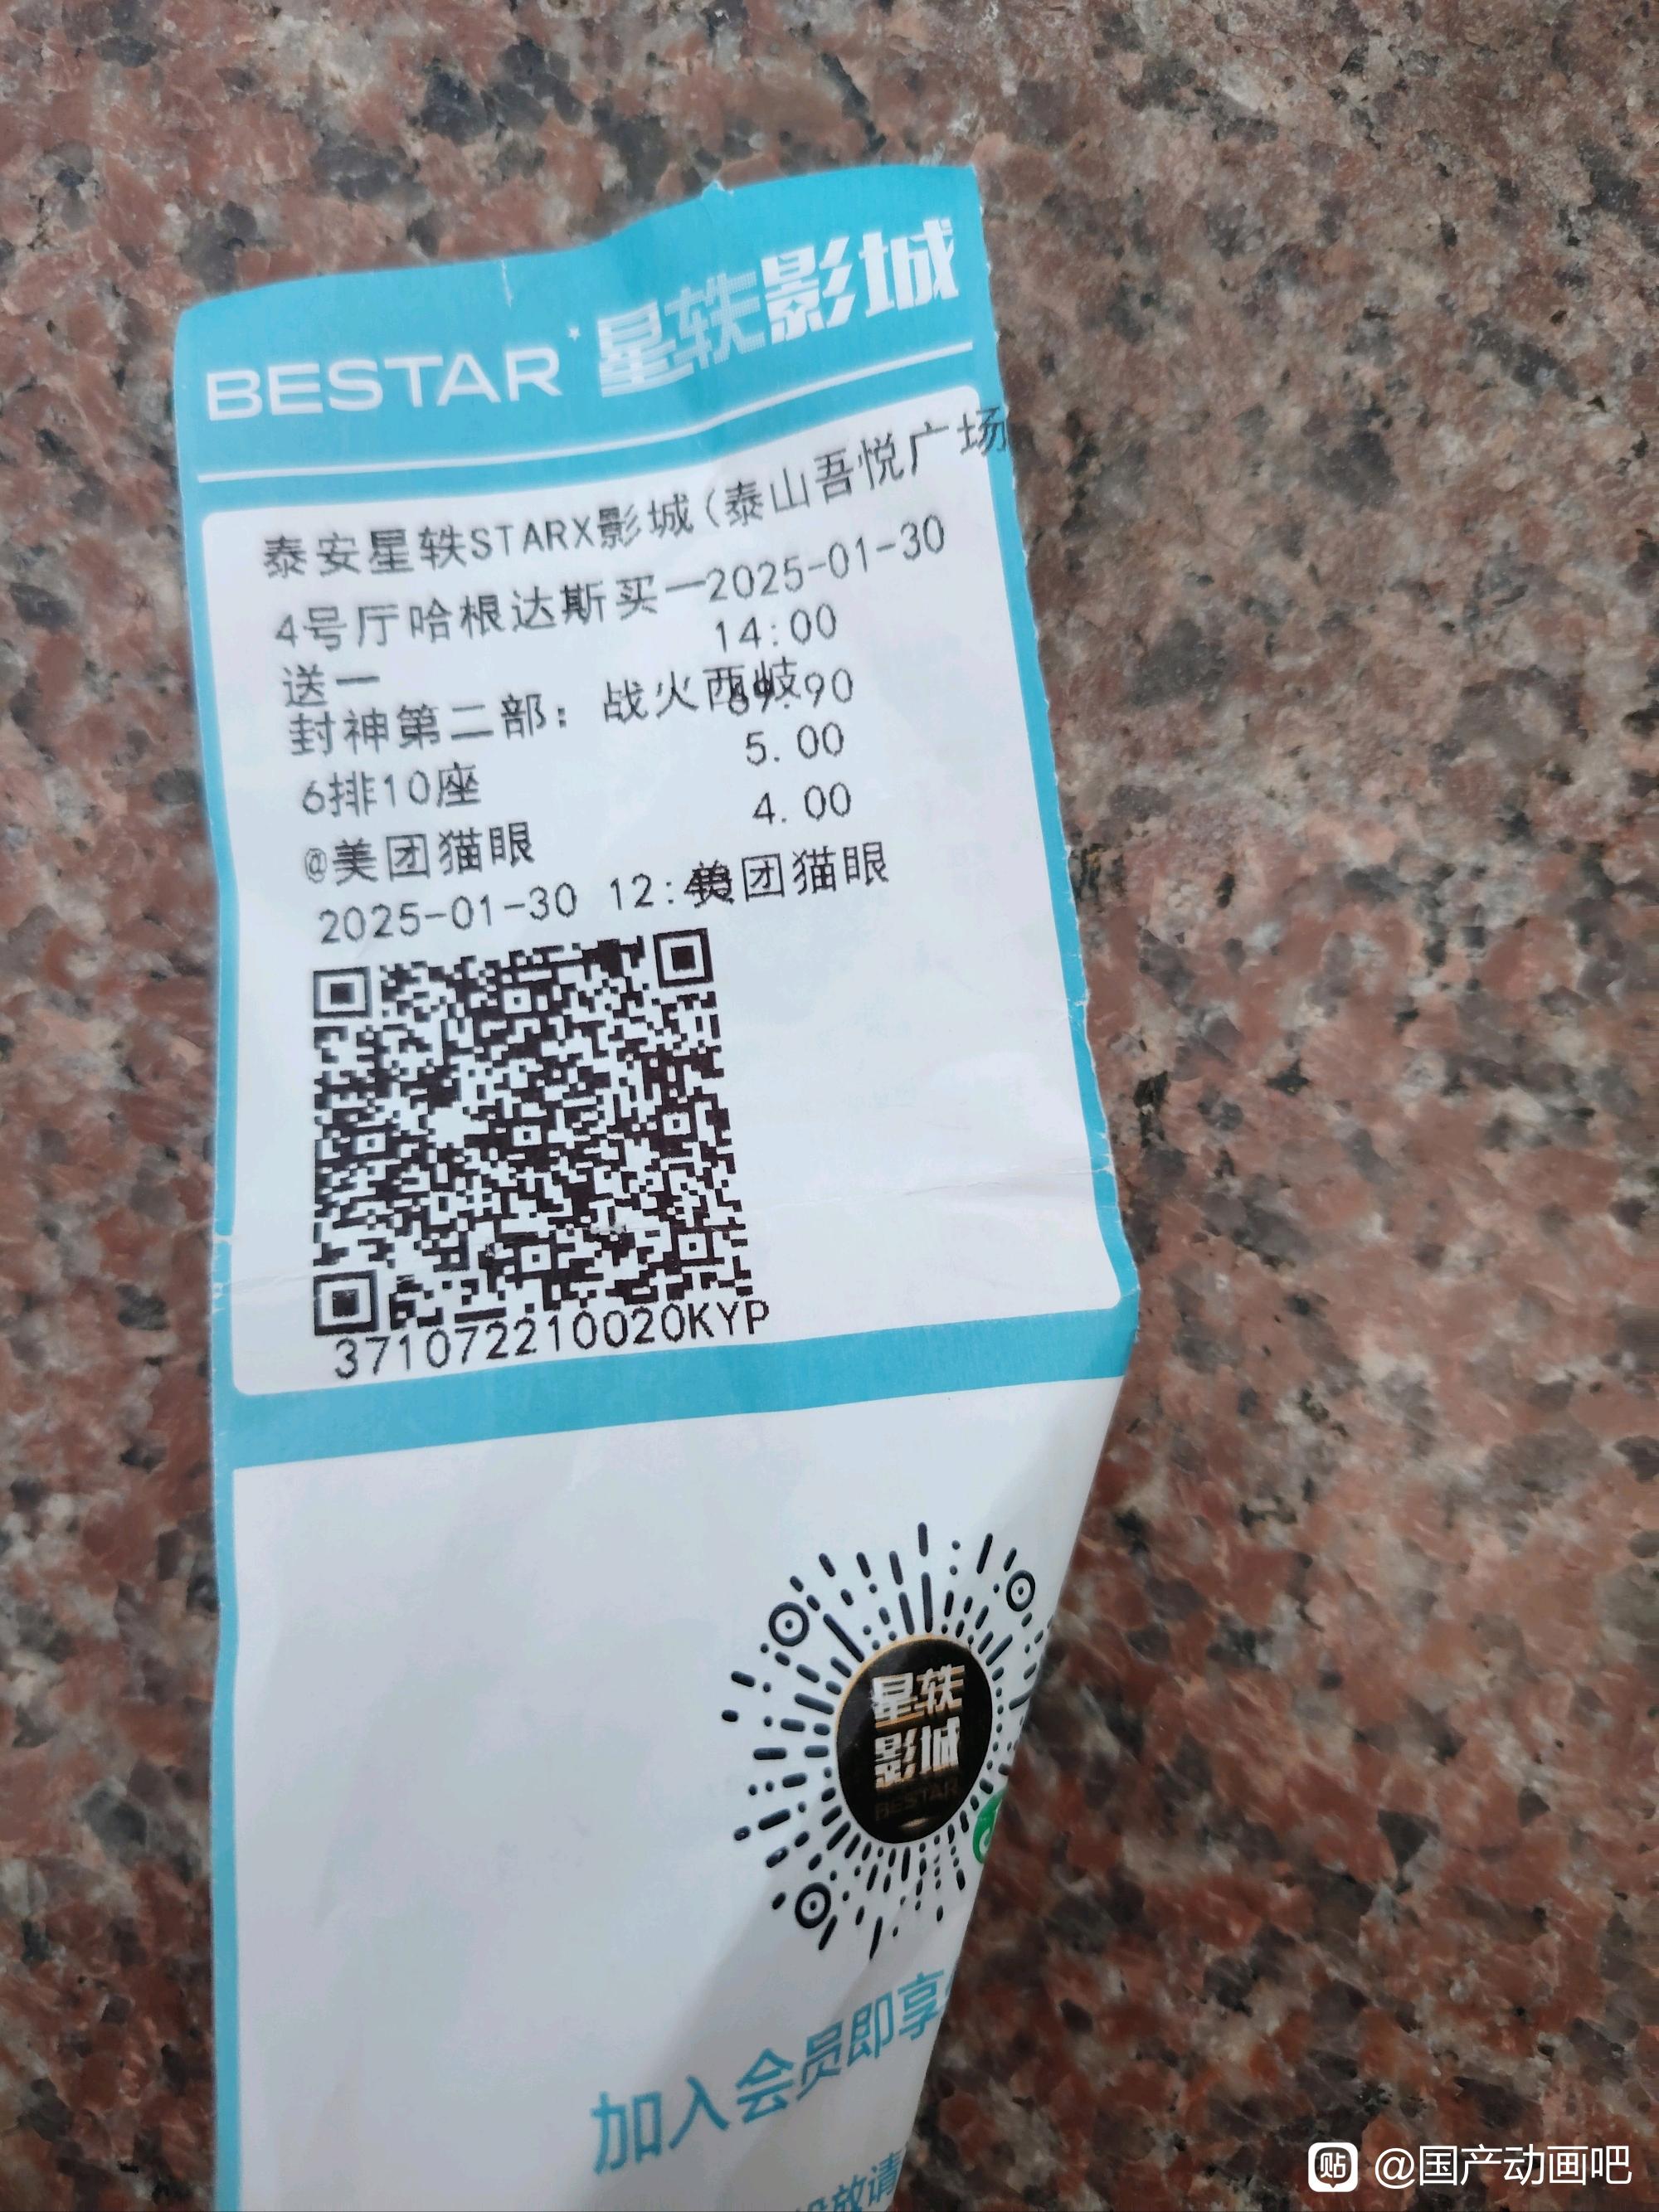 BESTAR 星轶影城
泰安星轶STARX影城(泰山吾悦广场
4号厅哈根达斯买一2025-01-30
14:00
送一
封神第二部：战火西岐
.90
6排10座
5.00
@美团猫眼
4.00
2025-01-30 12:
美团猫眼
371072210020KYP
星轶
影城
BESTAR
加入会员即享
放请
贴 @国产动画吧